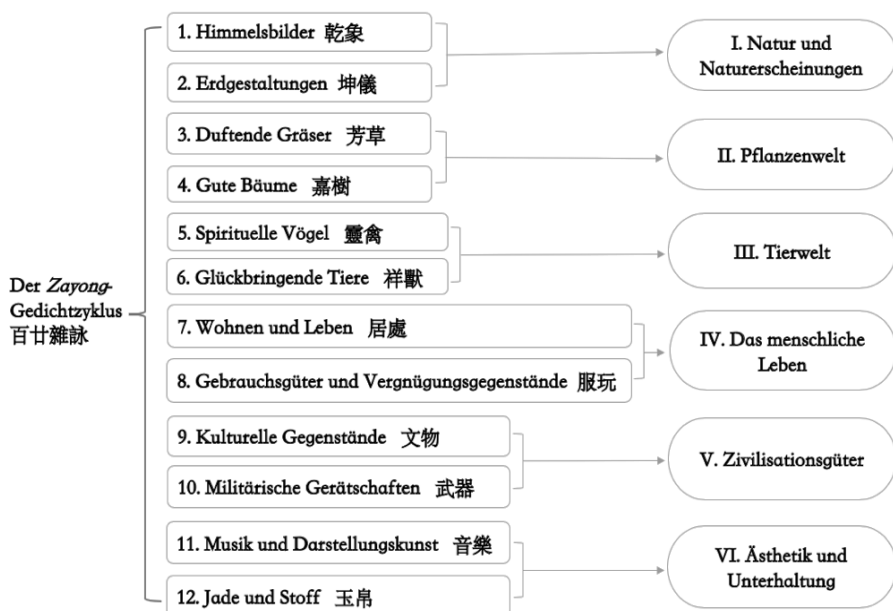 Der Zayong-
Gedichtzyklus
百廿雜詠
1. Himmelsbilder 乾象
2. Erdgestaltungen 坤儀
I. Natur und
Naturerscheinungen
3. Duftende Gräser 芳草
4. Gute Bäume 嘉樹
II. Pflanzenwelt
5. Spirituelle Vögel 靈禽
6. Glückbringende Tiere 祥獸
III. Tierwelt
7. Wohnen und Leben 居處
8. Gebrauchsgüter und Vergnügungsgegenstände 服玩
IV. Das menschliche
Leben
9. Kulturelle Gegenstände 文物
10. Militärische Gerätschaften 武器
V. Zivilisationsgüter
11. Musik und Darstellungskunst 音樂
12. Jade und Stoff 玉帛
VI. Ästhetik und
Unterhaltung